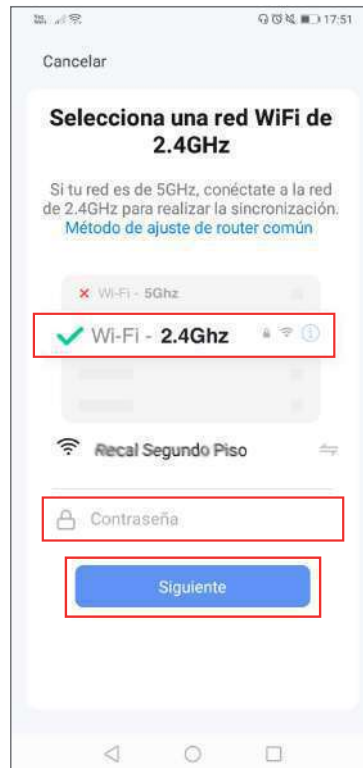 17:51
Cancelar
Selecciona una red WiFi de
2.4GHz
Si tu red es de 5GHz, conéctate a la red
de 2.4GHz para realizar la sincronización.
Método de ajuste de router común
Wi-Fi - 5Ghz
Wi-Fi - 2.4Ghz
Recal Segundo Piso
Contraseña
Siguiente